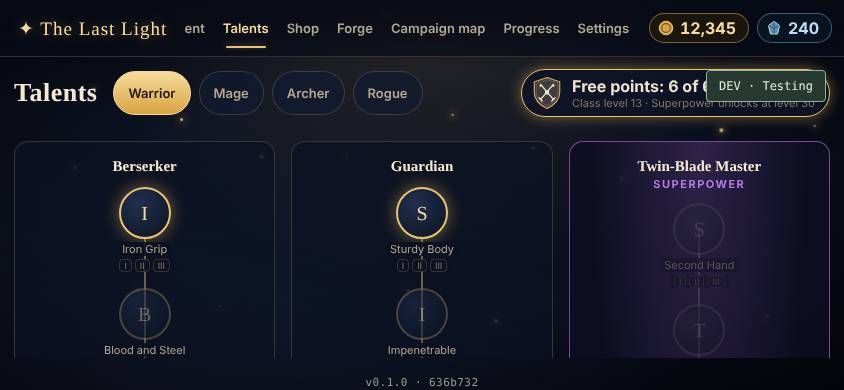 ✦ The Last Light
ent Talents Shop Forge Campaign map Progress Settings
12,345
240
Talents
Warrior Mage Archer Rogue
Free points: 6 of
DEV · Testing
Class level 13 · Superpower unlocks at level 30
Berserker
I
Iron Grip
I II III
B
Blood and Steel
Guardian
S
Sturdy Body
I II III
I
Impenetrable
Twin-Blade Master
SUPERPOWER
S
Second Hand
I II III
T
v0.1.0 · 636b732